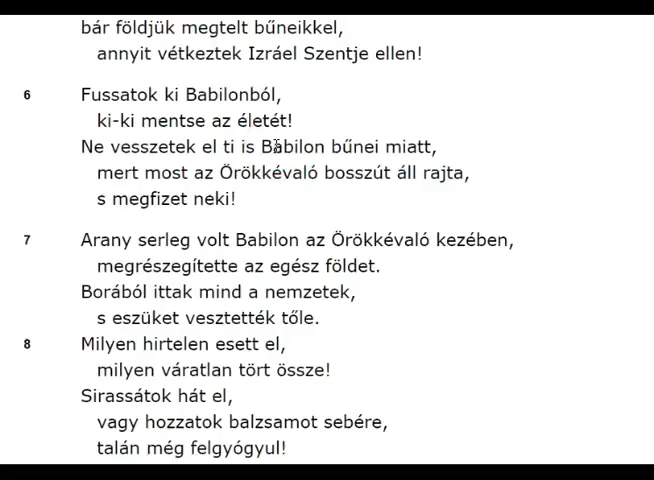 bár földjük megtelt bűneikkel,
annyit vétkeztek Izráel Szentje ellen!
6 Fussatok ki Babilonból,
ki-ki mentse az életét!
Ne vesszetek el ti is Babilon bűnei miatt,
mert most az Örökkévaló bosszút áll rajta,
s megfizet neki!
7 Arany serleg volt Babilon az Örökkévaló kezében,
megrészegítette az egész földet.
Borából ittak mind a nemzetek,
s eszüket vesztették tőle.
8 Milyen hirtelen esett el,
milyen váratlan tört össze!
Sirassátok hát el,
vagy hozzatok balzsamot sebére,
talán még felgyógyul!